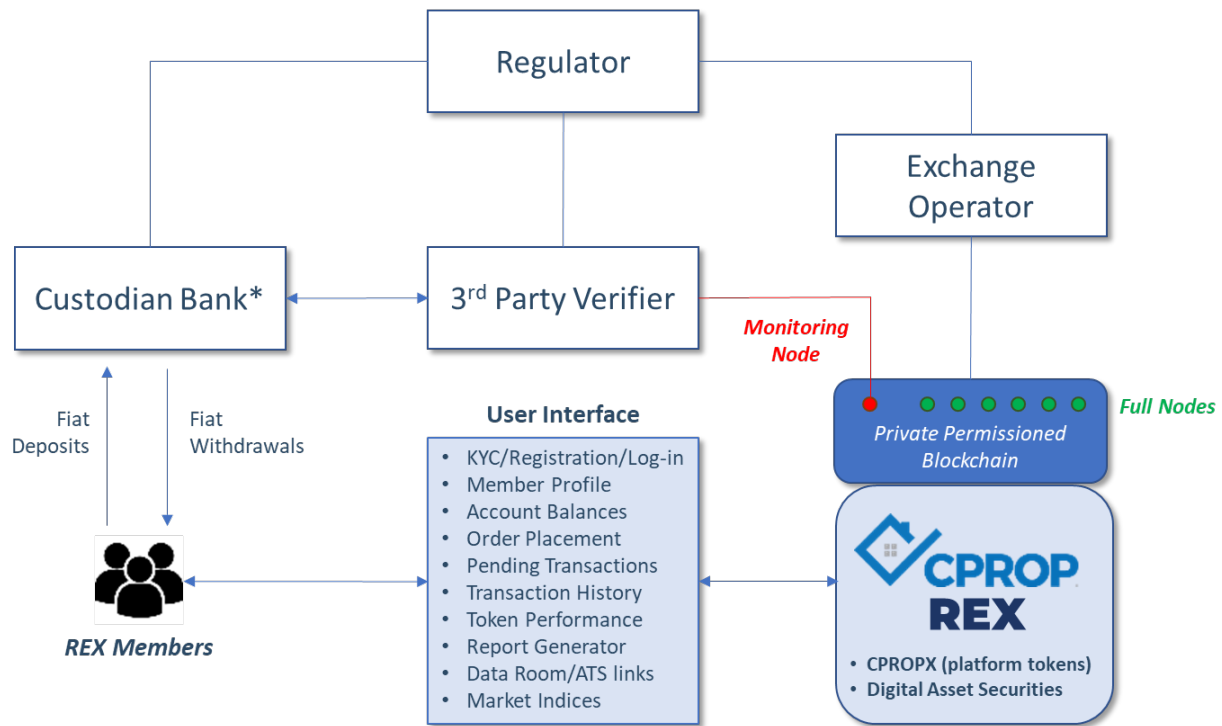 Regulator
Exchange
Operator
Custodian Bank*
3rd Party Verifier
Monitoring
Node
Fiat
Deposits
Fiat
Withdrawals
User Interface
• KYC/Registration/Log-in
• Member Profile
• Account Balances
• Order Placement
• Pending Transactions
• Transaction History
• Token Performance
• Report Generator
• Data Room/ATS links
• Market Indices
Full Nodes
Private Permissioned
Blockchain
REX Members
CPROP
REX
• CPROPX (platform tokens)
• Digital Asset Securities